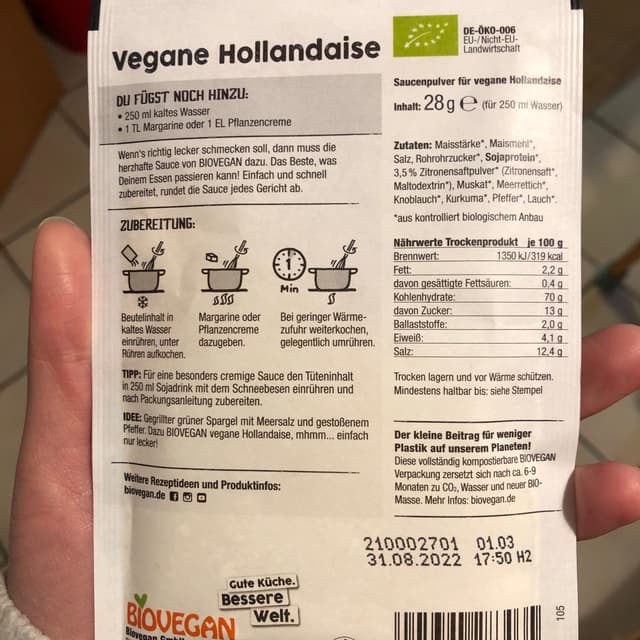 Vegane Hollandaise
DU FÜGST NOCH HINZU:
• 250 ml kaltes Wasser
• 1 TL Margarine oder 1 EL Pflanzencreme
Wenn's richtig lecker schmecken soll, dann muss die
herzhafte Sauce von BIOVEGAN dazu. Das Beste, was
Deinem Essen passieren kann! Einfach und schnell
zubereitet, rundet die Sauce jedes Gericht ab.
ZUBEREITUNG:
1
Min
Beutelinhalt in
kaltes Wasser
einrühren, unter
Rühren aufkochen.
Margarine oder
Pflanzencreme
dazugeben.
Bei geringer Wärme-
zufuhr weiterkochen,
gelegentlich umrühren.
TIPP: Für eine besonders cremige Sauce den Tüteninhalt
in 250 ml Sojadrink mit dem Schneebesen einrühren und
nach Packungsanleitung zubereiten.
IDEE: Gegrillter grüner Spargel mit Meersalz und gestoßenem
Pfeffer. Dazu BIOVEGAN vegane Hollandaise, mhmm... einfach
nur lecker!
Weitere Rezeptideen und Produktinfos:
biovegan.de
BIOVEGAN
Biovegan GmbH
Gute Küche.
Bessere
Welt.
DE-ÖKO-006
EU-/Nicht-EU-
Landwirtschaft
Saucenpulver für vegane Hollandaise
Inhalt: 28 g e (für 250 ml Wasser)
Zutaten: Maisstärke*, Maismehl*,
Salz, Rohrohrzucker*, Sojaprotein*,
3,5 % Zitronensaftpulver* (Zitronensaft*,
Maltodextrin*), Muskat*, Meerrettich*,
Knoblauch*, Kurkuma*, Pfeffer*, Lauch*.
*aus kontrolliert biologischem Anbau
Nährwerte Trockenprodukt je 100 g
Brennwert: 1350 kJ/319 kcal
Fett: 2,2 g
davon gesättigte Fettsäuren: 0,4 g
Kohlenhydrate: 70 g
davon Zucker: 13 g
Ballaststoffe: 2,0 g
Eiweiß: 4,1 g
Salz: 12,4 g
Trocken lagern und vor Wärme schützen.
Mindestens haltbar bis: siehe Stempel
Der kleine Beitrag für weniger
Plastik auf unserem Planeten!
Diese vollständig kompostierbare BIOVEGAN
Verpackung zersetzt sich nach ca. 6-9
Monaten zu CO₂, Wasser und neuer BIO-
Masse. Mehr Infos: biovegan.de
210002701 01.03
31.08.2022 17:50 H2
105